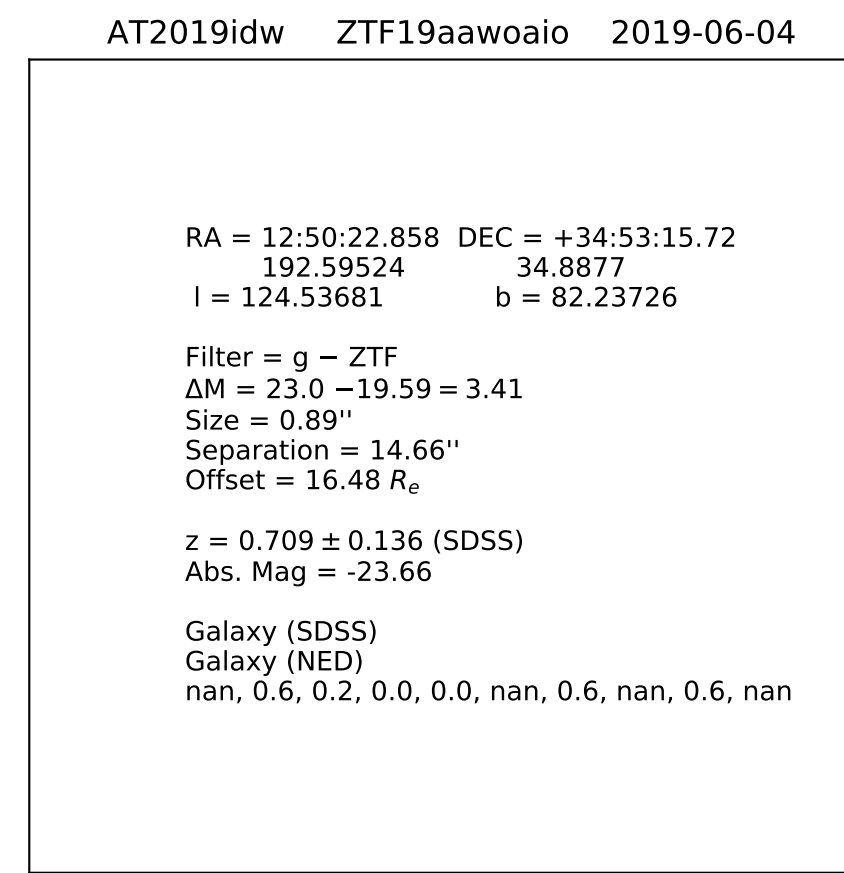 AT2019idw ZTF19aawoaio 2019-06-04
RA = 12:50:22.858 DEC = +34:53:15.72
192.59524 34.8877
l = 124.53681 b = 82.23726
Filter = g − ZTF
ΔM = 23.0 −19.59 = 3.41
Size = 0.89''
Separation = 14.66''
Offset = 16.48 Rₑ
z = 0.709 ± 0.136 (SDSS)
Abs. Mag = -23.66
Galaxy (SDSS)
Galaxy (NED)
nan, 0.6, 0.2, 0.0, 0.0, nan, 0.6, nan, 0.6, nan